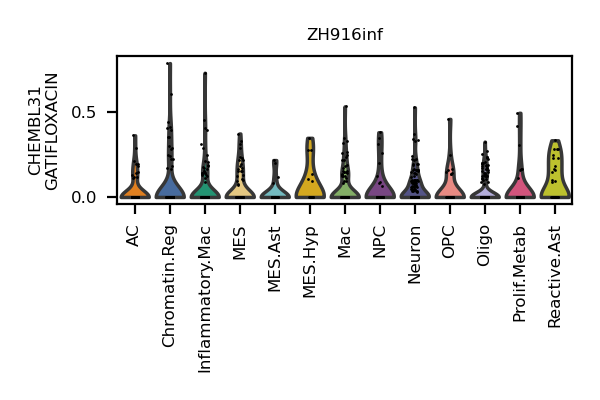 ZH916inf
CHEMBL31
GATIFLOXACIN
0.5
0.0
AC
Chromatin.Reg
Inflammatory.Mac
MES
MES.Ast
MES.Hyp
Mac
NPC
Neuron
OPC
Oligo
Prolif.Metab
Reactive.Ast